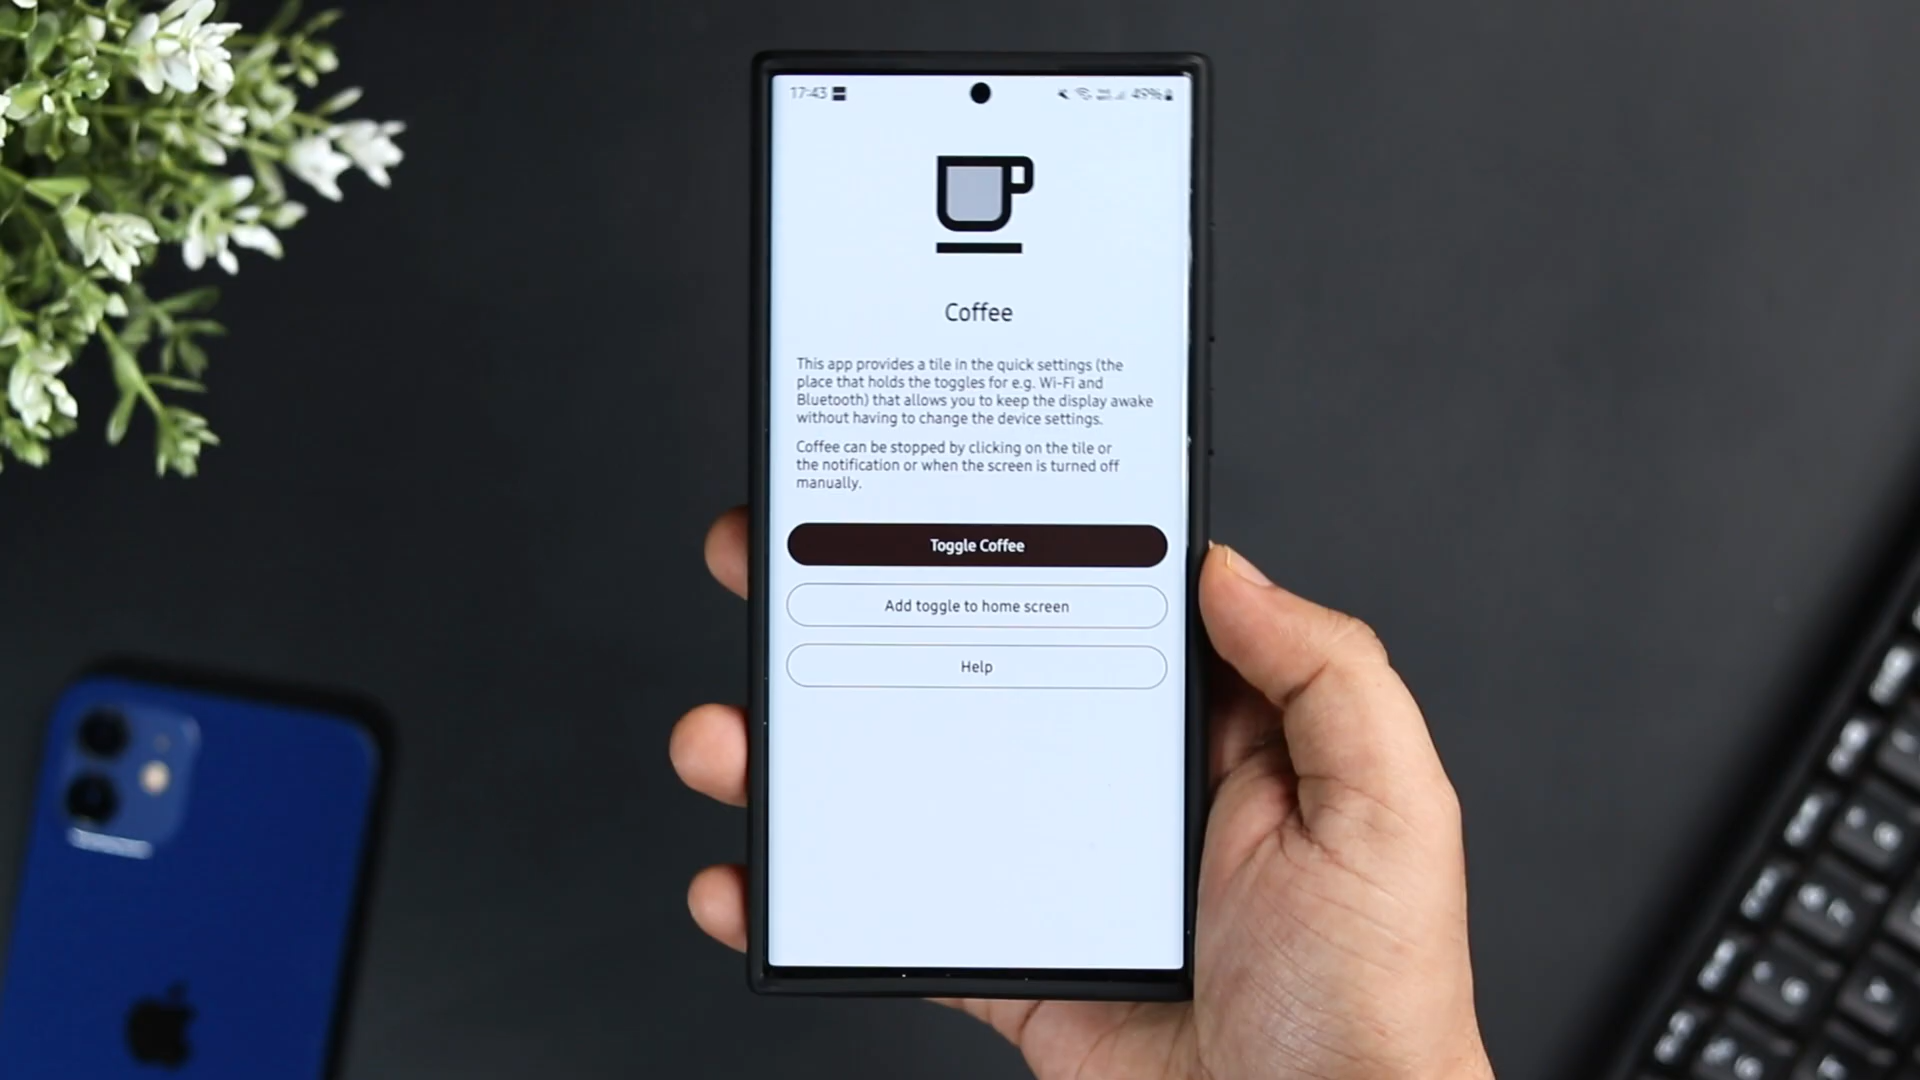 17:43
49%
Coffee
This app provides a tile in the quick settings (the
place that holds the toggles for e.g. Wi-Fi and
Bluetooth) that allows you to keep the display awake
without having to change the device settings.
Coffee can be stopped by clicking on the tile or
the notification or when the screen is turned off
manually.
Toggle Coffee
Add toggle to home screen
Help